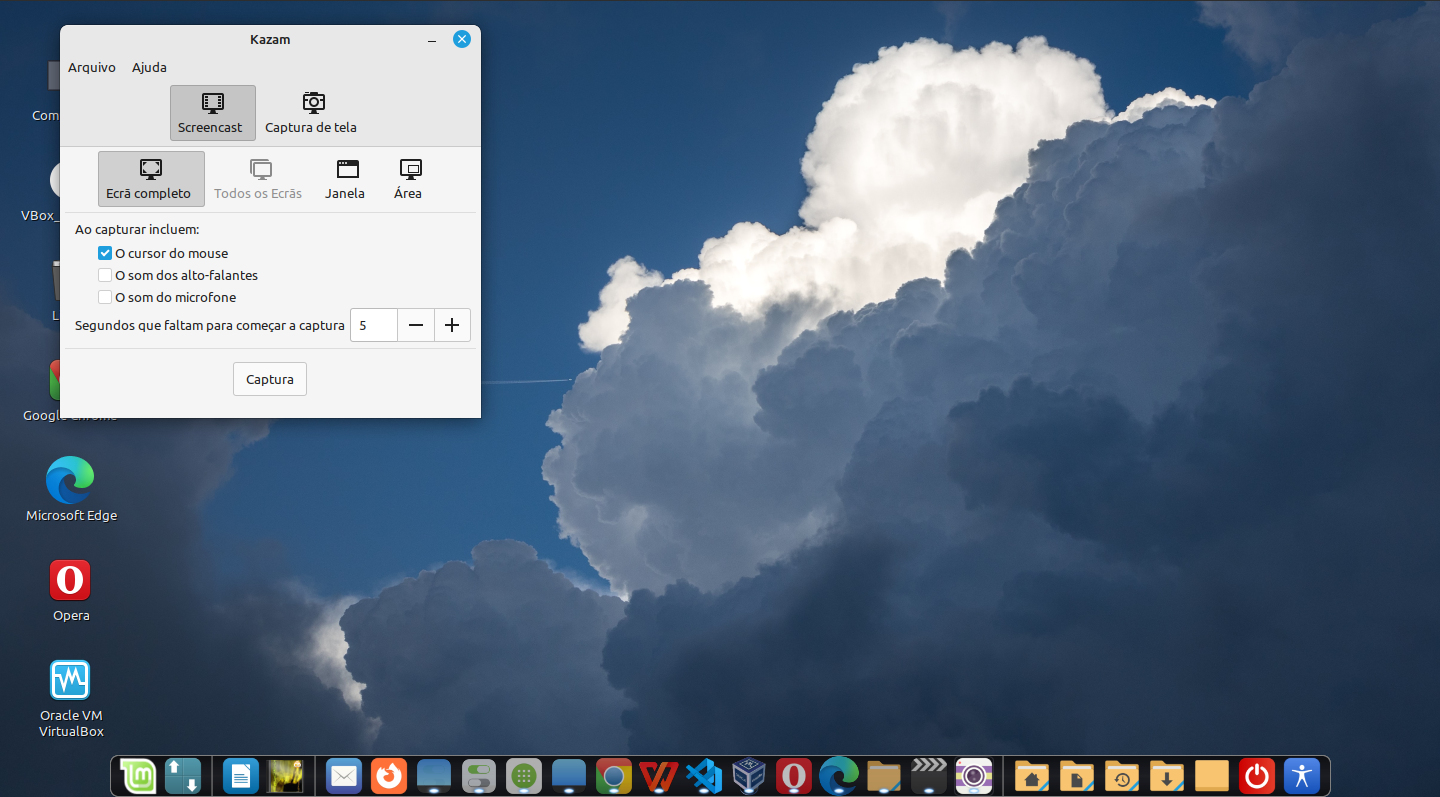 Kazam
Arquivo Ajuda
Screencast Captura de tela
Ecrã completo Todos os Ecrãs Janela Área
Ao capturar incluem:
O cursor do mouse
O som dos alto-falantes
O som do microfone
Segundos que faltam para começar a captura 5
Captura
Com
VBox_
L
Google Chrome
Microsoft Edge
Opera
Oracle VM
VirtualBox